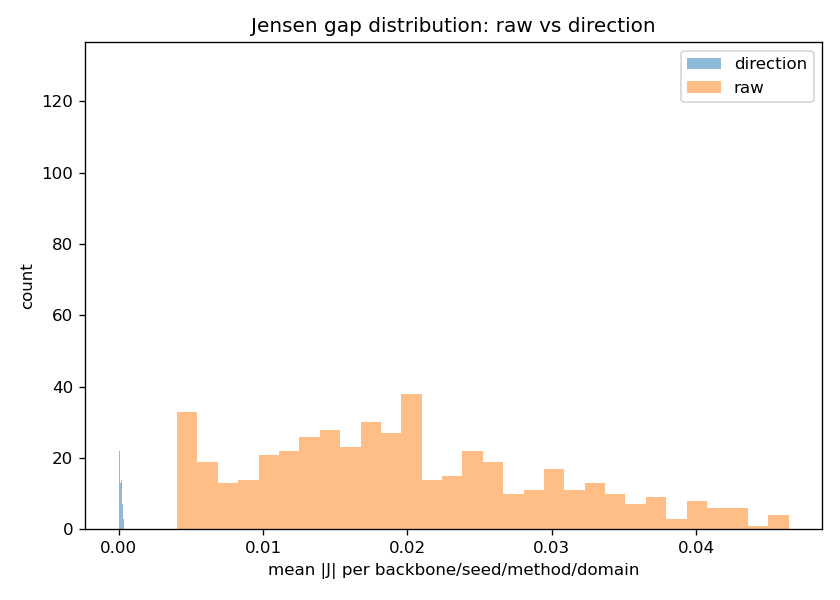 Jensen gap distribution: raw vs direction
direction
raw
120
100
80
60
40
20
0
count
0.00 0.01 0.02 0.03 0.04
mean |J| per backbone/seed/method/domain